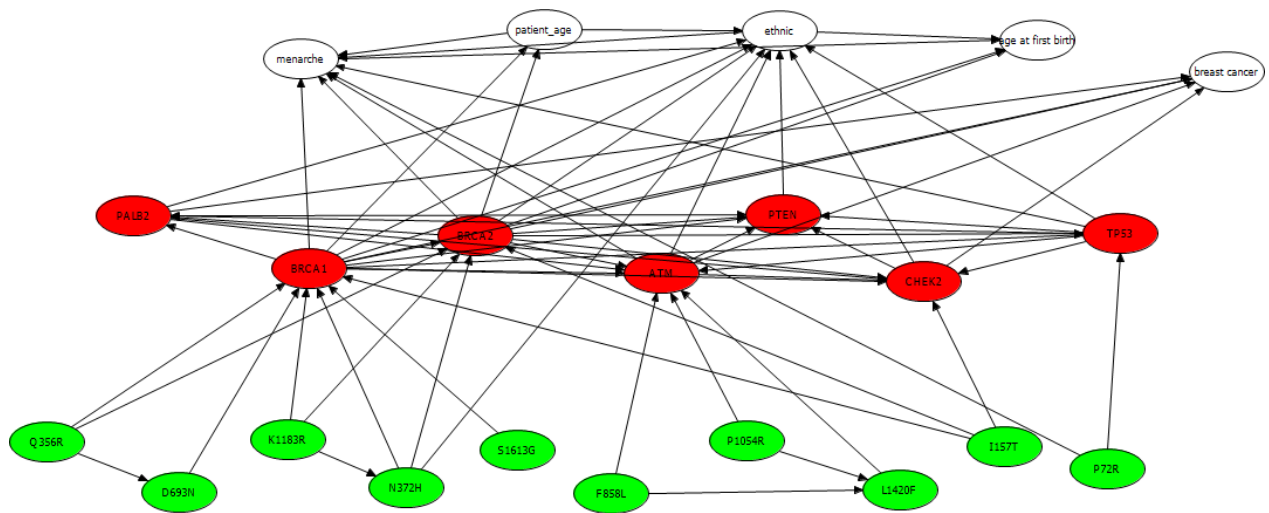 patient_age
ethnic
age at first birth
menarche
breast cancer
PALB2
PTEN
BRCA2
TP53
BRCA1
ATM
CHEK2
Q356R
K1183R
S1613G
P1054R
I157T
P72R
D693N
N372H
F858L
L1420F